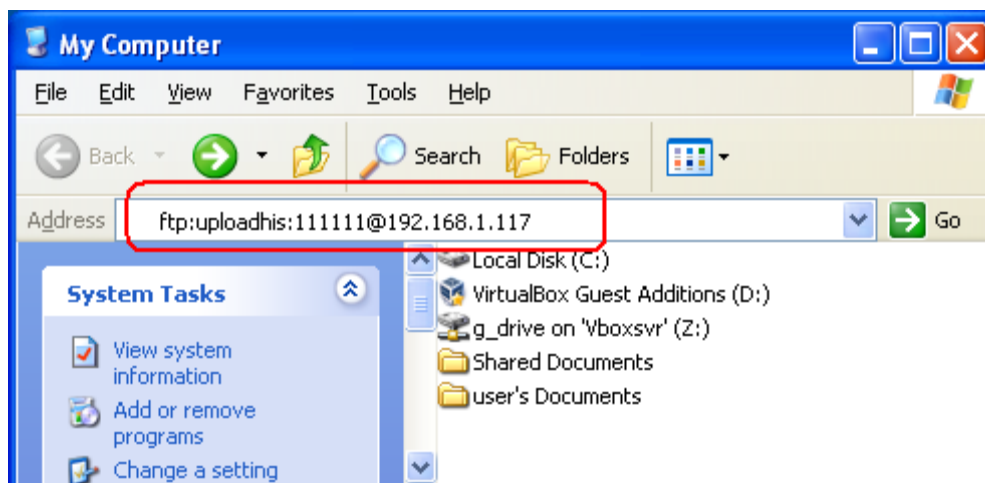 My Computer
File Edit View Favorites Tools Help
Back Search Folders
Address ftp:uploadhis:111111@192.168.1.117 Go
System Tasks
View system
information
Add or remove
programs
Change a setting
Local Disk (C:)
VirtualBox Guest Additions (D:)
g_drive on 'Vboxsvr' (Z:)
Shared Documents
user's Documents